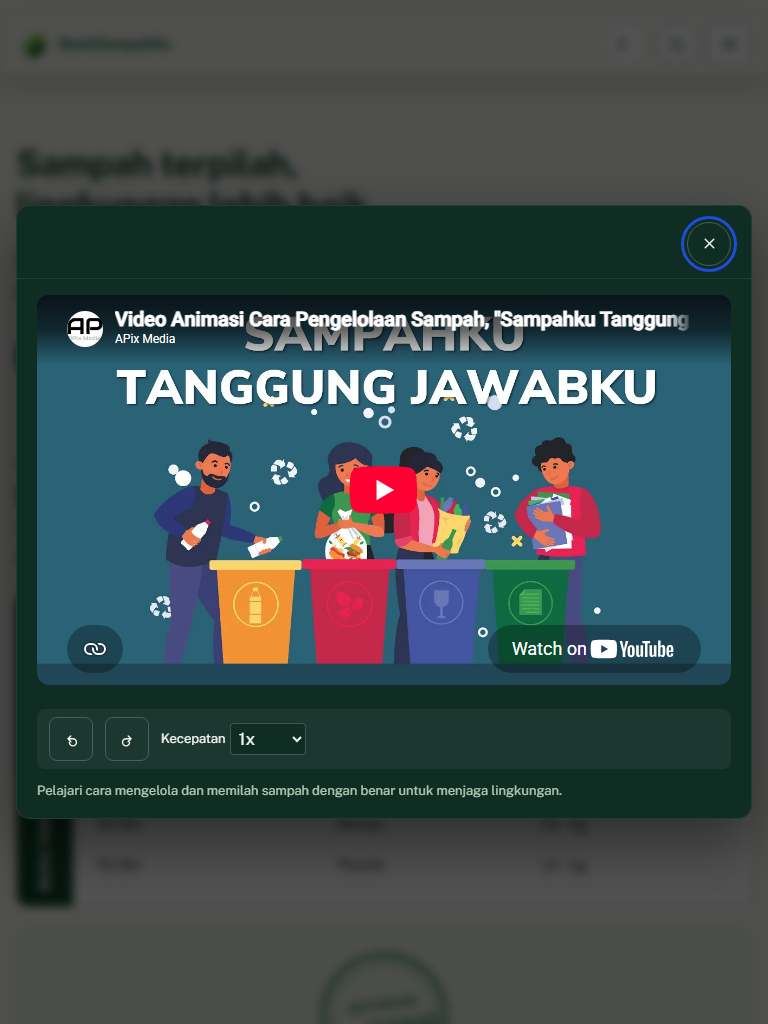 Sampah terpilah,
AP
Video Animasi Cara Pengelolaan Sampah, "Sampahku Tanggung
APix Media
SAMPAHKU
TANGGUNG JAWABKU
Watch on YouTube
Kecepatan 1x
Pelajari cara mengelola dan memilah sampah dengan benar untuk menjaga lingkungan.